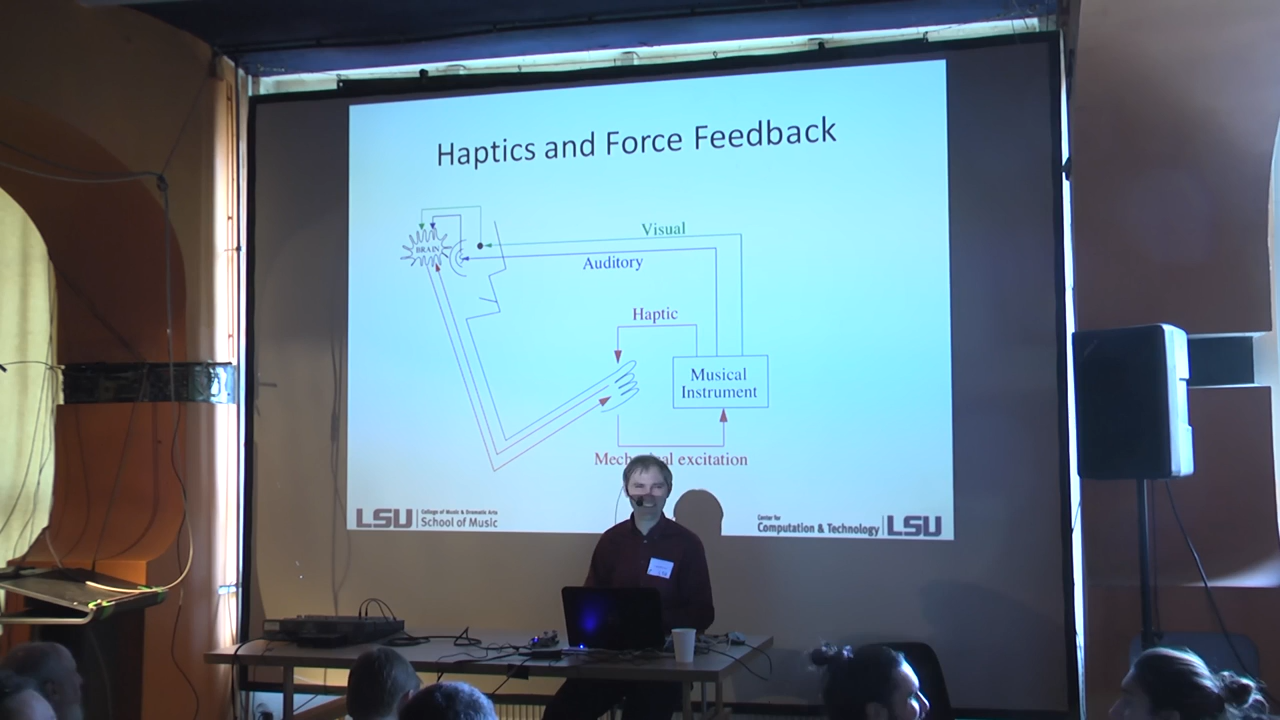 Haptics and Force Feedback
BRAIN
Visual
Auditory
Haptic
Musical
Instrument
excitation
LSU
College of Music & Dramatic Arts
School of Music
Center for
Computation & Technology
LSU